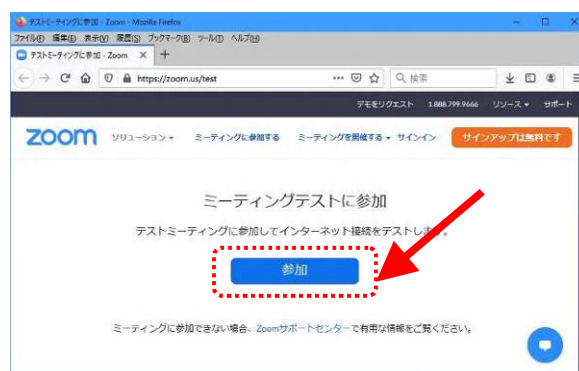 テストミーティングに参加 - Zoom - Mozilla Firefox
ファイル(F) 編集(E) 表示(V) 履歴(S) ブックマーク(B) ツール(T) ヘルプ(H)
テストミーティングに参加 - Zoom × +
https://zoom.us/test
検索
デモをリクエスト 1.888.799.9666 リソース サポート
zoom ソリューション ミーティングに参加する ミーティングを開催する サインイン サインアップは無料です
ミーティングテストに参加
テストミーティングに参加してインターネット接続をテストします。
参加
ミーティングに参加できない場合、Zoomサポートセンターで有用な情報をご覧ください。